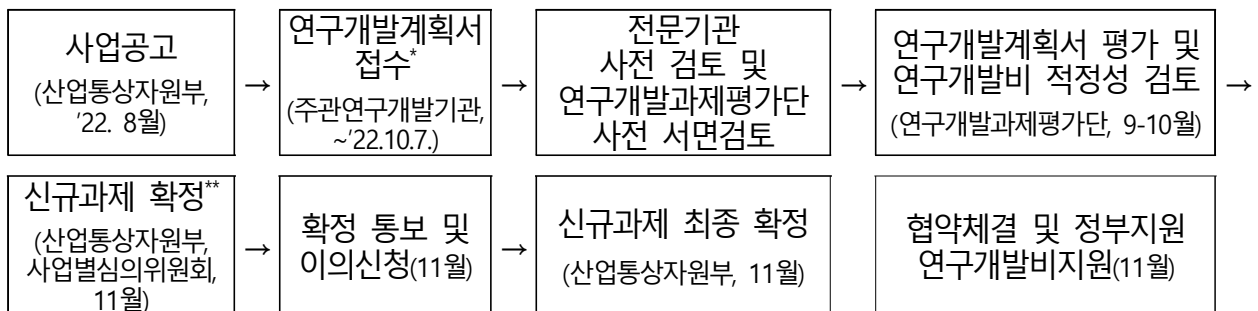 사업공고
(산업통상자원부,
'22. 8월)
→
연구개발계획서
접수*
(주관연구개발기관,
~'22.10.7.)
→
전문기관
사전 검토 및
연구개발과제평가단
사전 서면검토
→
연구개발계획서 평가 및
연구개발비 적정성 검토
(연구개발과제평가단, 9-10월)
→
신규과제 확정**
(산업통상자원부,
사업별심의위원회,
11월)
→
확정 통보 및
이의신청(11월)
→
신규과제 최종 확정
(산업통상자원부, 11월)
협약체결 및 정부지원
연구개발비지원(11월)